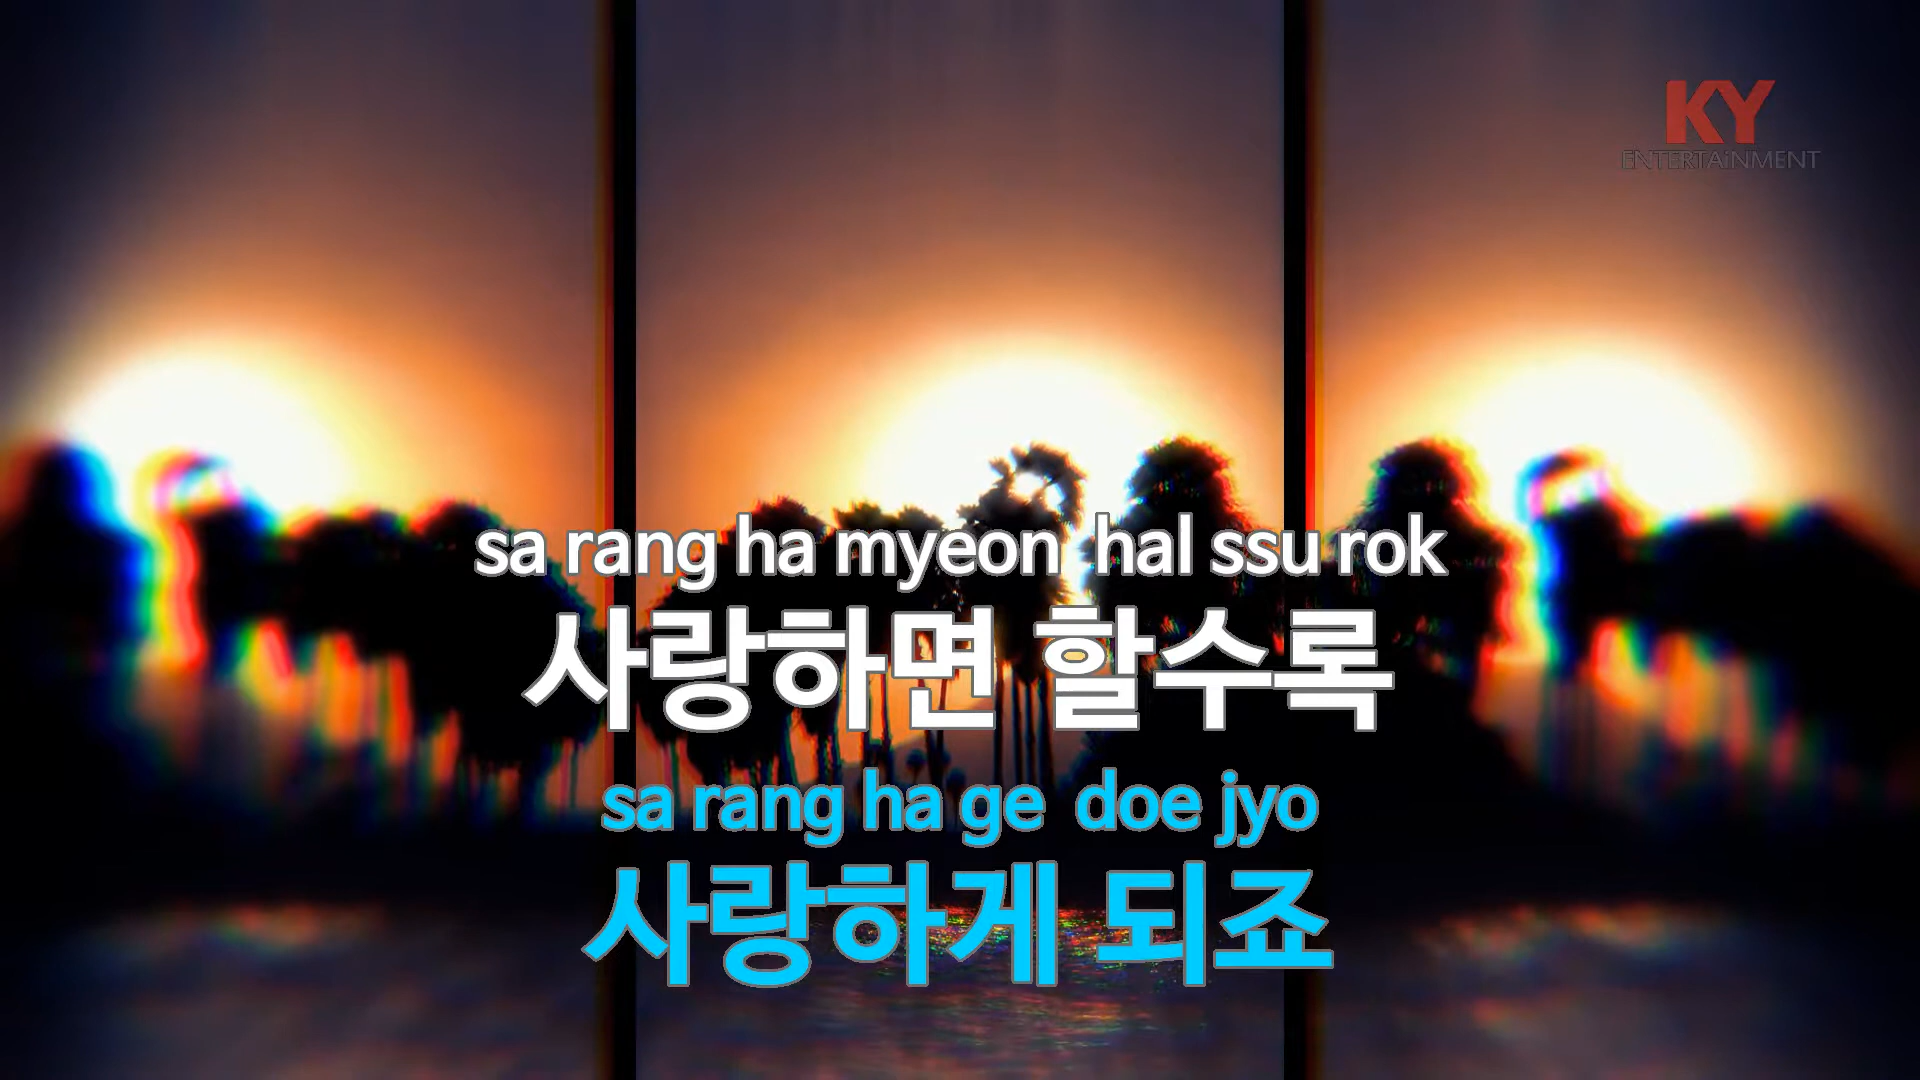 KY
ENTERTAiNMENT
sa rang ha myeon hal ssu rok
사랑하면 할수록
sa rang ha ge doe jyo
사랑하게 되죠